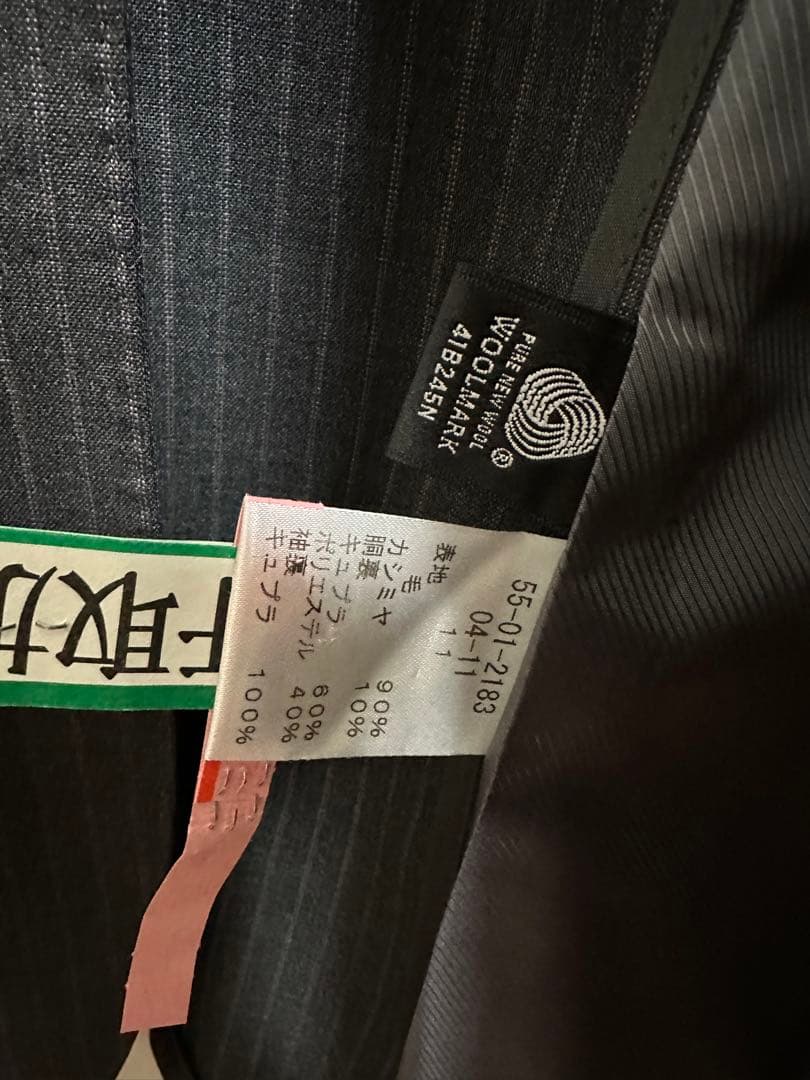 PURE NEW WOOL
WOOLMARK
41B245N
®
55-01-2183
04-11
11
表地
毛 90%
カシミヤ 10%
胴裏
キュプラ 60%
ポリエステル 40%
袖裏
キュプラ 100%
取